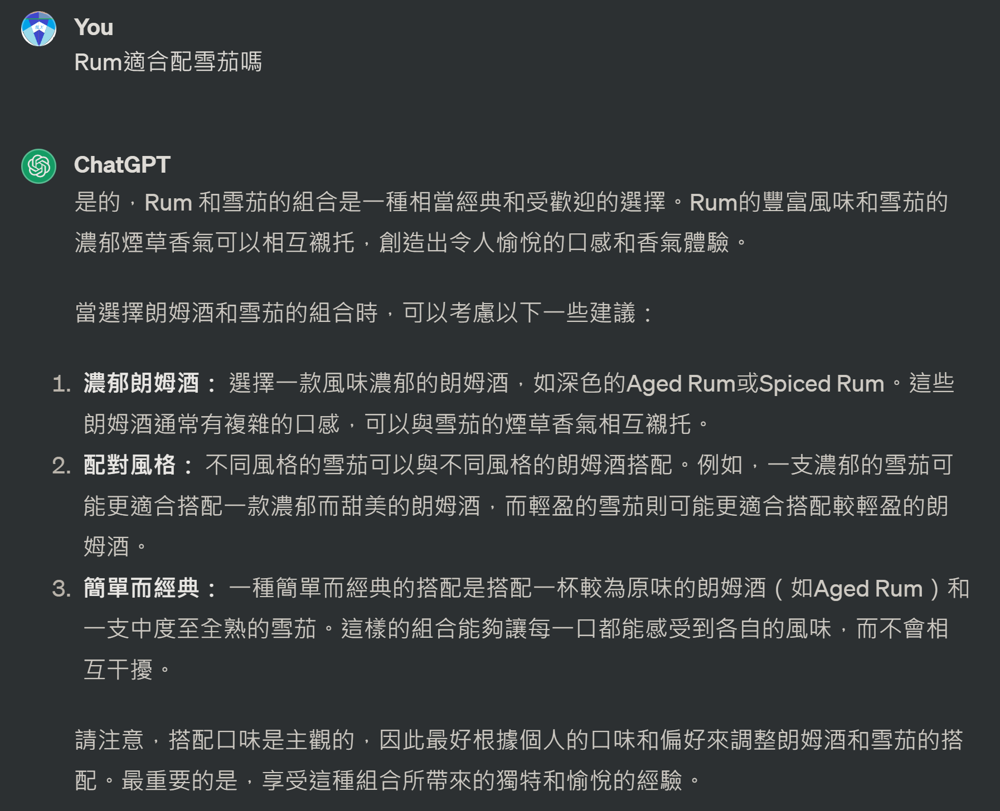 You
Rum適合配雪茄嗎
ChatGPT
是的，Rum 和雪茄的組合是一種相當經典和受歡迎的選擇。Rum的豐富風味和雪茄的
濃郁煙草香氣可以相互襯托，創造出令人愉悅的口感和香氣體驗。
當選擇朗姆酒和雪茄的組合時，可以考慮以下一些建議：
1. 濃郁朗姆酒： 選擇一款風味濃郁的朗姆酒，如深色的Aged Rum或Spiced Rum。這些
朗姆酒通常有複雜的口感，可以與雪茄的煙草香氣相互襯托。
2. 配對風格： 不同風格的雪茄可以與不同風格的朗姆酒搭配。例如，一支濃郁的雪茄可
能更適合搭配一款濃郁而甜美的朗姆酒，而輕盈的雪茄則可能更適合搭配較輕盈的朗
姆酒。
3. 簡單而經典： 一種簡單而經典的搭配是搭配一杯較為原味的朗姆酒（如Aged Rum）和
一支中度至全熟的雪茄。這樣的組合能夠讓每一口都能感受到各自的風味，而不會相
互干擾。
請注意，搭配口味是主觀的，因此最好根據個人的口味和偏好來調整朗姆酒和雪茄的搭
配。最重要的是，享受這種組合所帶來的獨特和愉悅的經驗。